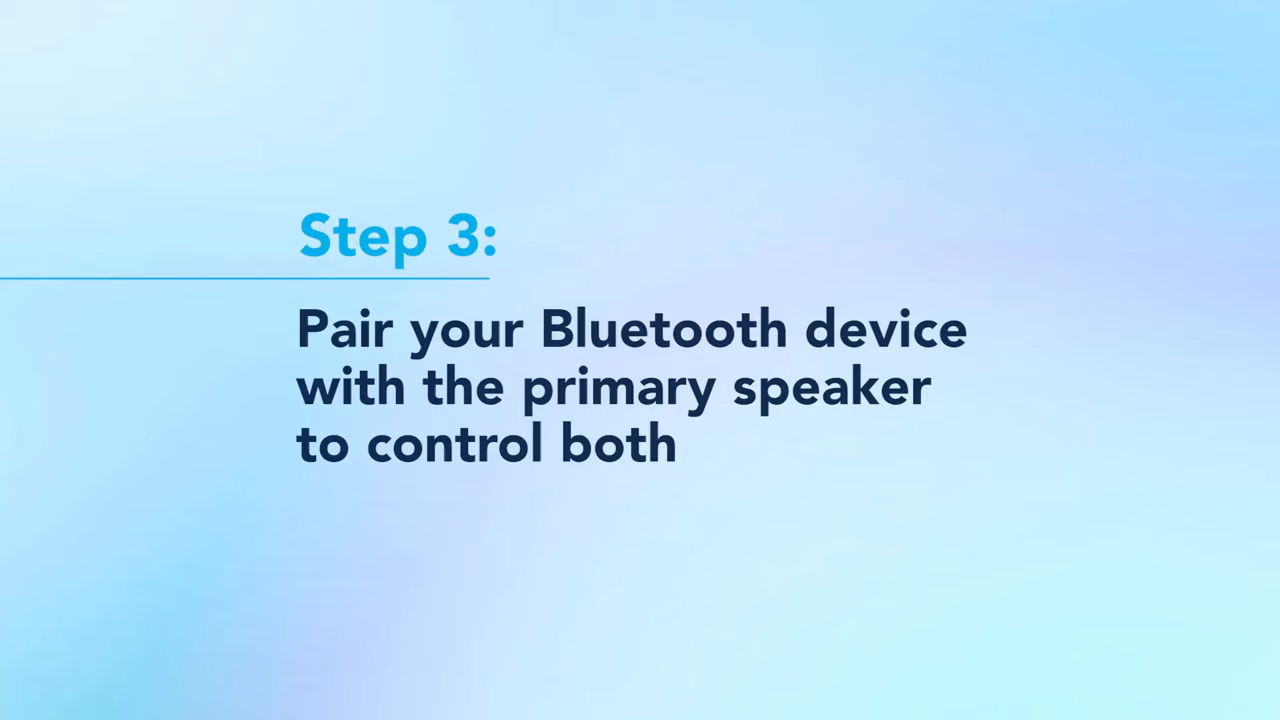 Step 3:
Pair your Bluetooth device
with the primary speaker
to control both